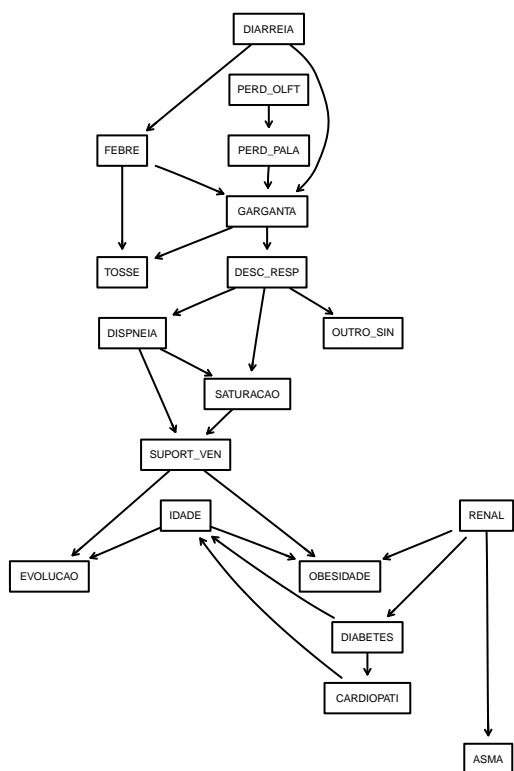 DIARREIA
PERD_OLFT
FEBRE
PERD_PALA
GARGANTA
TOSSE
DESC_RESP
DISPNEIA
OUTRO_SIN
SATURACAO
SUPORT_VEN
IDADE
RENAL
EVOLUCAO
OBESIDADE
DIABETES
CARDIOPATI
ASMA